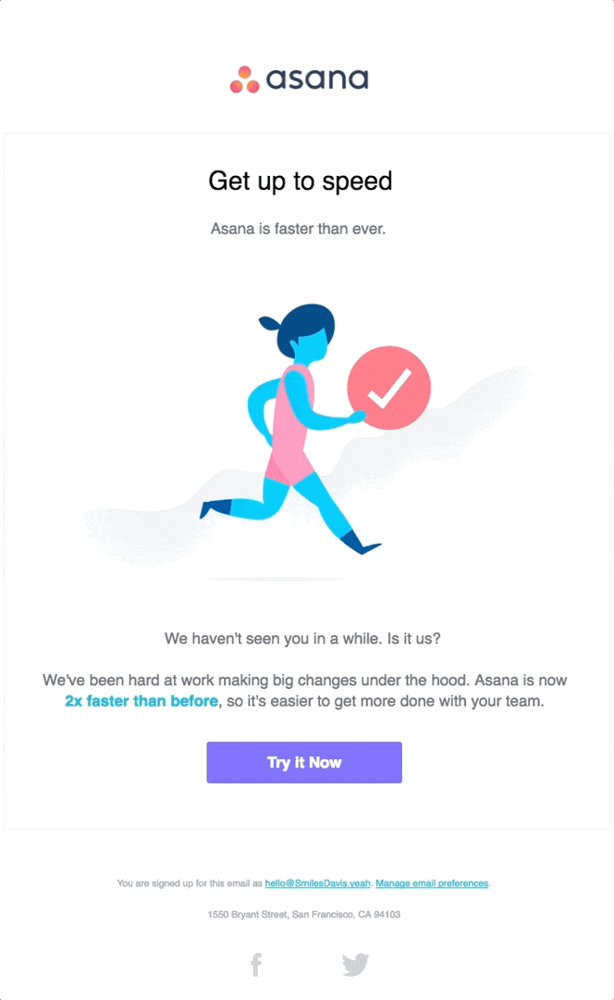 asana
Get up to speed
Asana is faster than ever.
We haven't seen you in a while. Is it us?
We've been hard at work making big changes under the hood. Asana is now
2x faster than before, so it's easier to get more done with your team.
Try It Now
You are signed up for this email as hello@SmilesDavis.yeah. Manage email preferences.
1550 Bryant Street, San Francisco, CA 94103